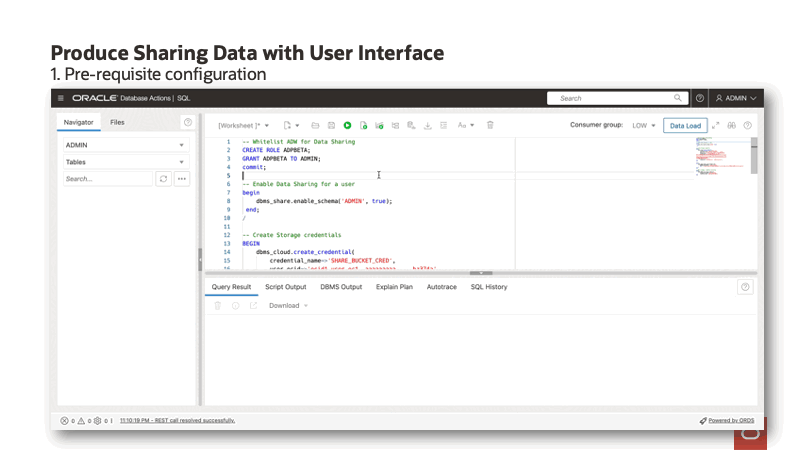 Produce Sharing Data with User Interface
1. Pre-requisite configuration
ORACLE Database Actions | SQL
Search
ADMIN
Navigator Files
[Worksheet]* Aa Consumer group: LOW Data Load
ADMIN
Tables
Search...
1 -- Whitelist ADW for Data Sharing
2 CREATE ROLE ADPBETA;
3 GRANT ADPBETA TO ADMIN;
4 commit;
5
6 -- Enable Data Sharing for a user
7 begin
8 dbms_share.enable_schema('ADMIN', true);
9 end;
10 /
11
12 -- Create Storage credentials
13 BEGIN
14 dbms_cloud.create_credential(
15 credential_name=>'SHARE_BUCKET_CRED',
Query Result Script Output DBMS Output Explain Plan Autotrace SQL History
Download
0 0 0 1 11:10:19 PM - REST call resolved successfully.
Powered by ORDS